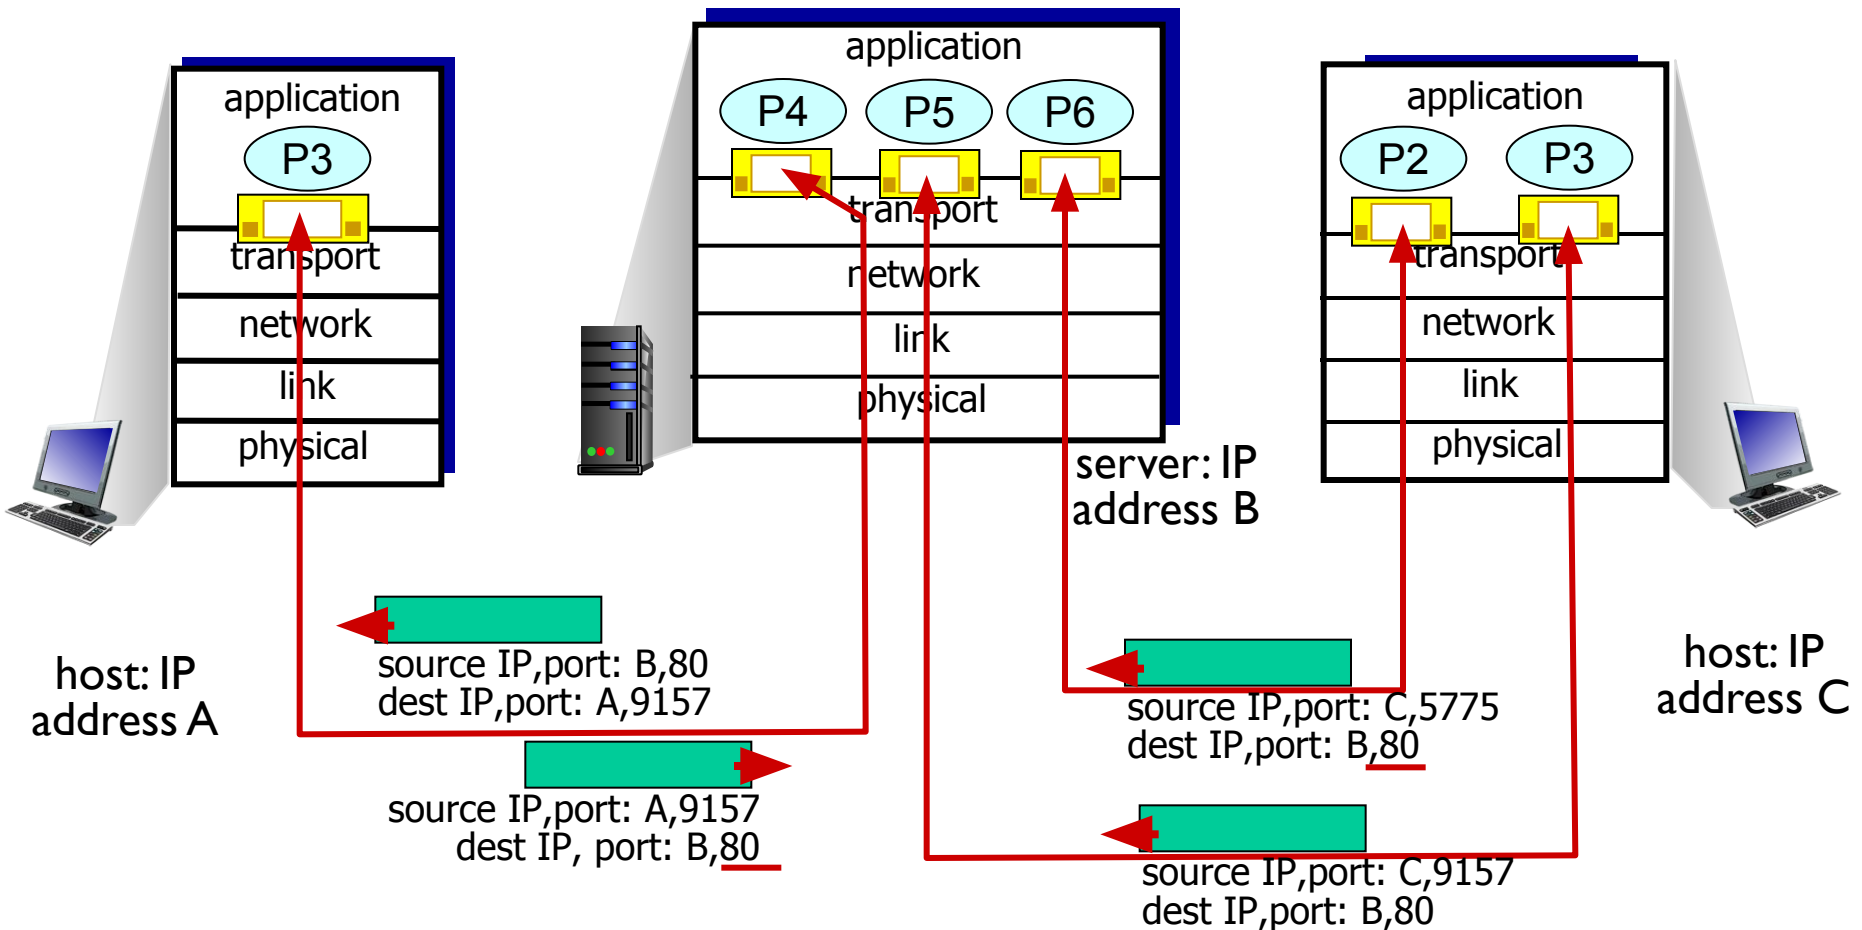 application
P3
transport
network
link
physical
host: IP
address A
application
P4 P5 P6
transport
network
link
physical
server: IP
address B
application
P2 P3
transport
network
link
physical
host: IP
address C
source IP,port: B,80
dest IP,port: A,9157
source IP,port: A,9157
dest IP, port: B,80
source IP,port: C,5775
dest IP,port: B,80
source IP,port: C,9157
dest IP,port: B,80